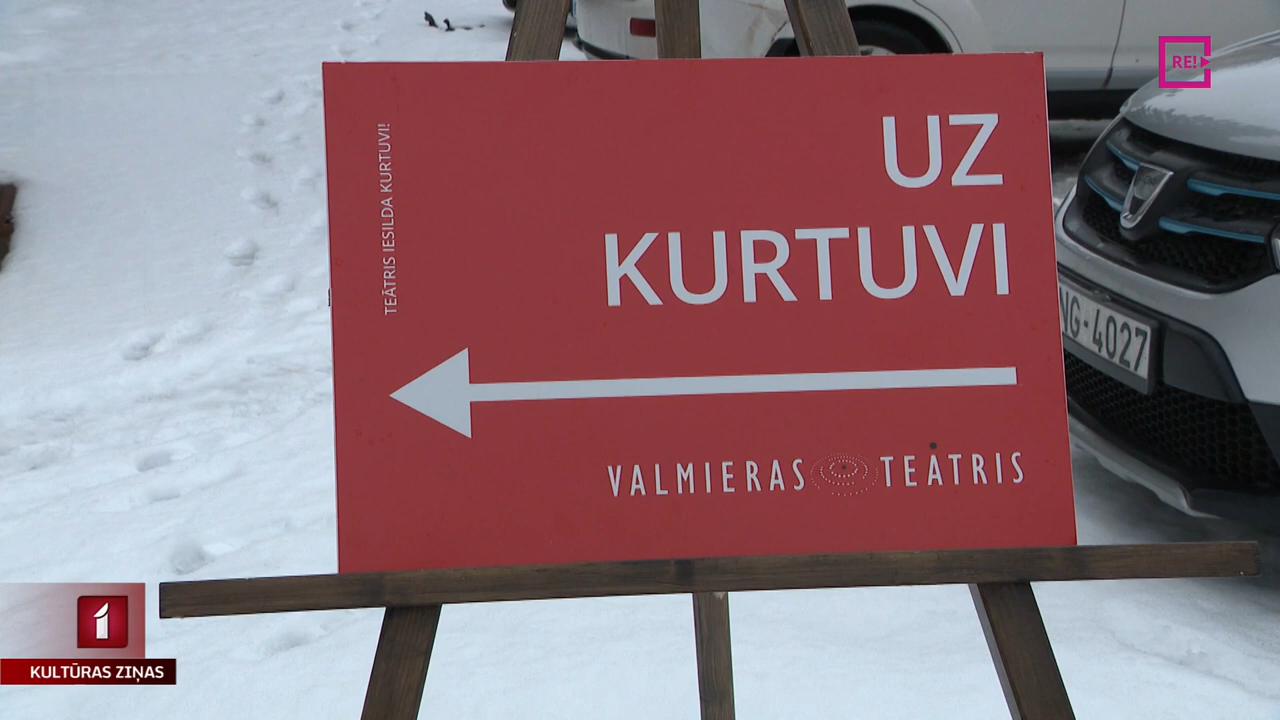 RE!
UZ
KURTUVI
TEĀTRIS IESILDA KURTUVI!
VALMIERAS TEĀTRIS
NG-4027
1
KULTŪRAS ZIŅAS